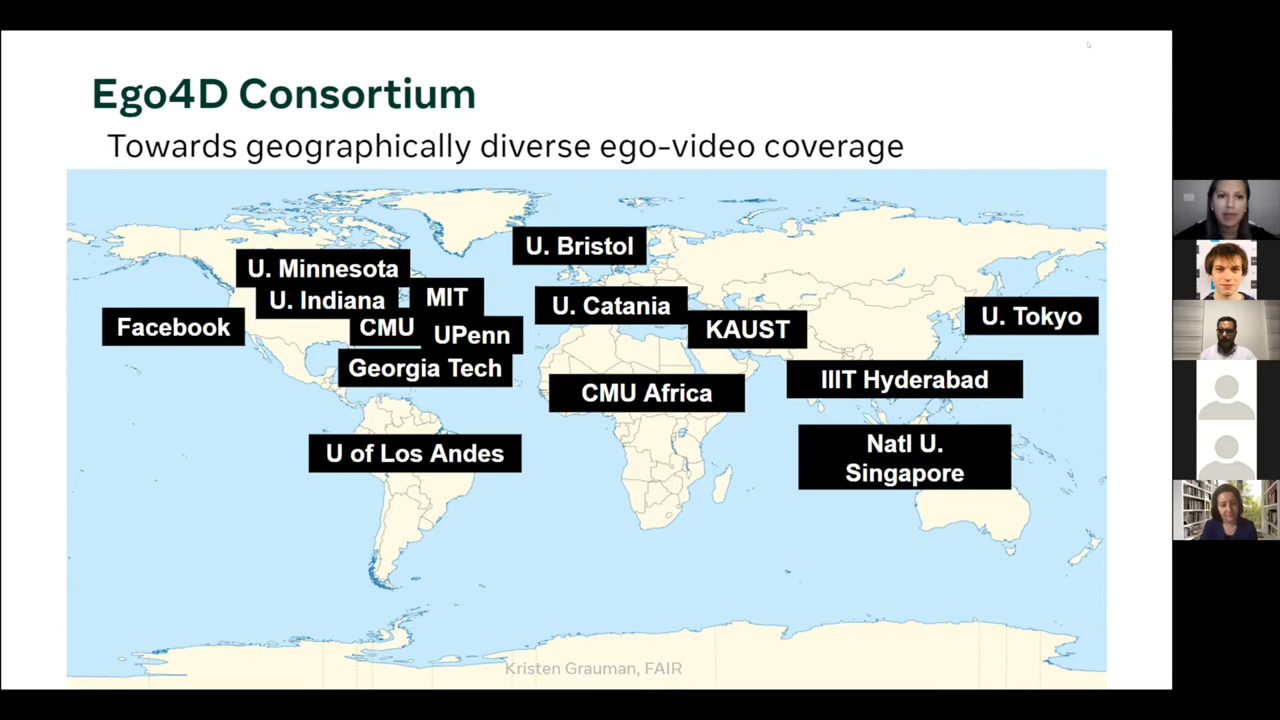 Ego4D Consortium
Towards geographically diverse ego-video coverage
U. Bristol
U. Minnesota
U. Indiana
MIT
U. Catania
Facebook
CMU
UPenn
KAUST
U. Tokyo
Georgia Tech
CMU Africa
IIIT Hyderabad
U of Los Andes
Natl U.
Singapore
Kristen Grauman, FAIR